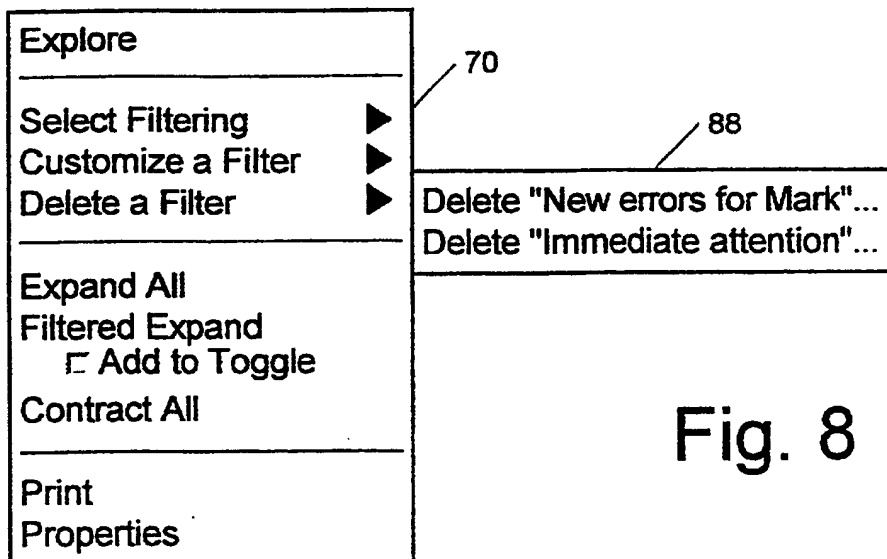 Explore
70
Select Filtering
88
Customize a Filter
Delete a Filter
Delete "New errors for Mark"...
Delete "Immediate attention"...
Expand All
Filtered Expand
Add to Toggle
Contract All
Fig. 8
Print
Properties